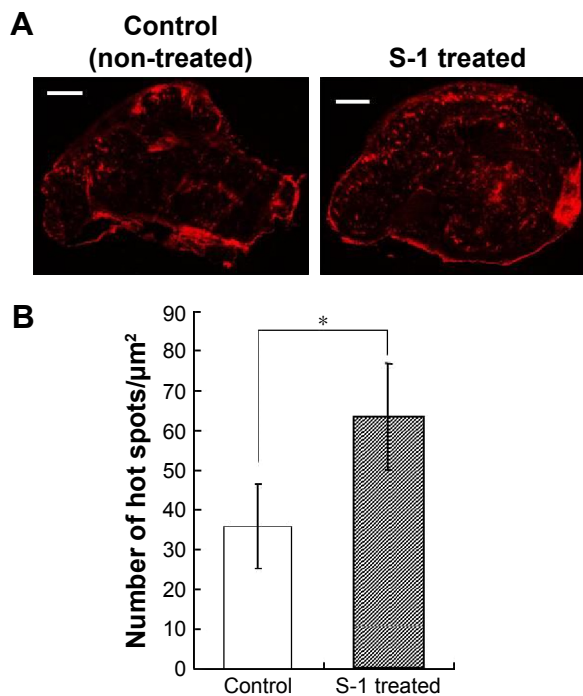 A
Control
(non-treated)
S-1 treated
B
Number of hot spots/µm²
90
80
70
60
50
40
30
20
10
0
*
Control
S-1 treated